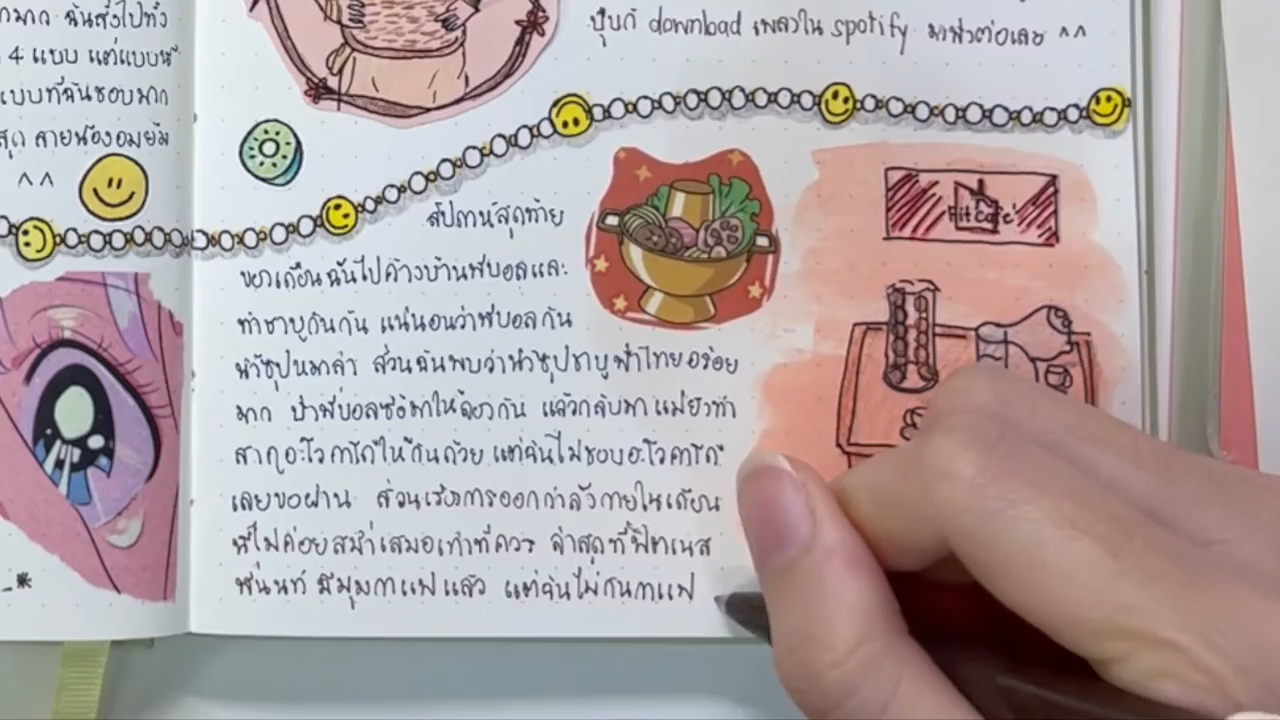 กมาก ฉันสั่งไปทั้ง
4 แบบ แต่แบบนี้
แบบที่ฉันชอบมาก
สุด สายน้องอมยิ้ม
^^
ปุ๊บก็ download เพลงใน spotify มาฟังต่อเลย ^^
สัปดาห์สุดท้าย
ของเดือนฉันไปค้างบ้านพี่บอลและ
ทำชาบูกินกัน แน่นอนว่าพี่บอลกิน
น้ำซุปหมาล่า ส่วนฉันพบว่าน้ำซุปชาบูฟ้าไทยอร่อย
มาก ป้าพี่บอลซื้อมาให้ลองกิน แล้วกลับมาแม่ยังทำ
สาคูอะโวคาโดให้กินด้วย แต่ฉันไม่ชอบอะโวคาโด
เลยขอผ่าน ส่วนเรื่องการออกกำลังกายในเดือน
นี้ไม่ค่อยสม่ำเสมอเท่าที่ควร ล่าสุดที่ฟิตเนส
พี่นนท์ มีมุมกาแฟแล้ว แต่ฉันไม่กินกาแฟ
Fit Cafe'